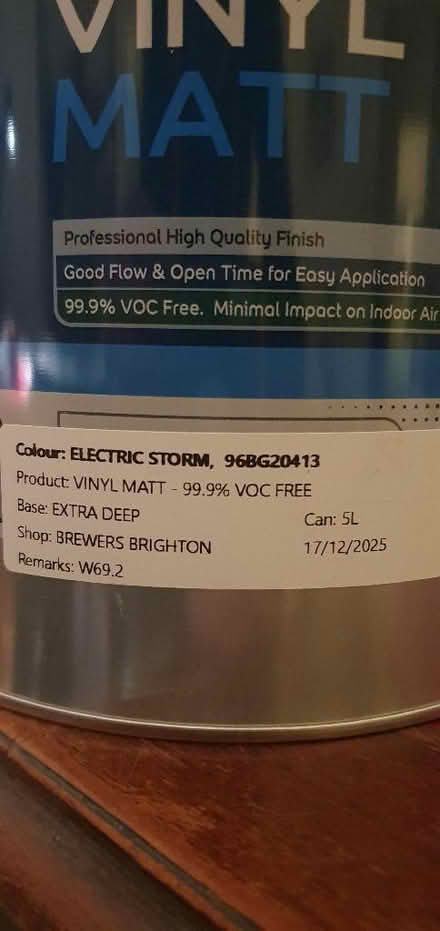 VINYL
MATT
Professional High Quality Finish
Good Flow & Open Time for Easy Application
99.9% VOC Free. Minimal Impact on Indoor Air
Colour: ELECTRIC STORM, 96BG20413
Product: VINYL MATT - 99.9% VOC FREE
Base: EXTRA DEEP
Can: 5L
Shop: BREWERS BRIGHTON
17/12/2025
Remarks: W69.2